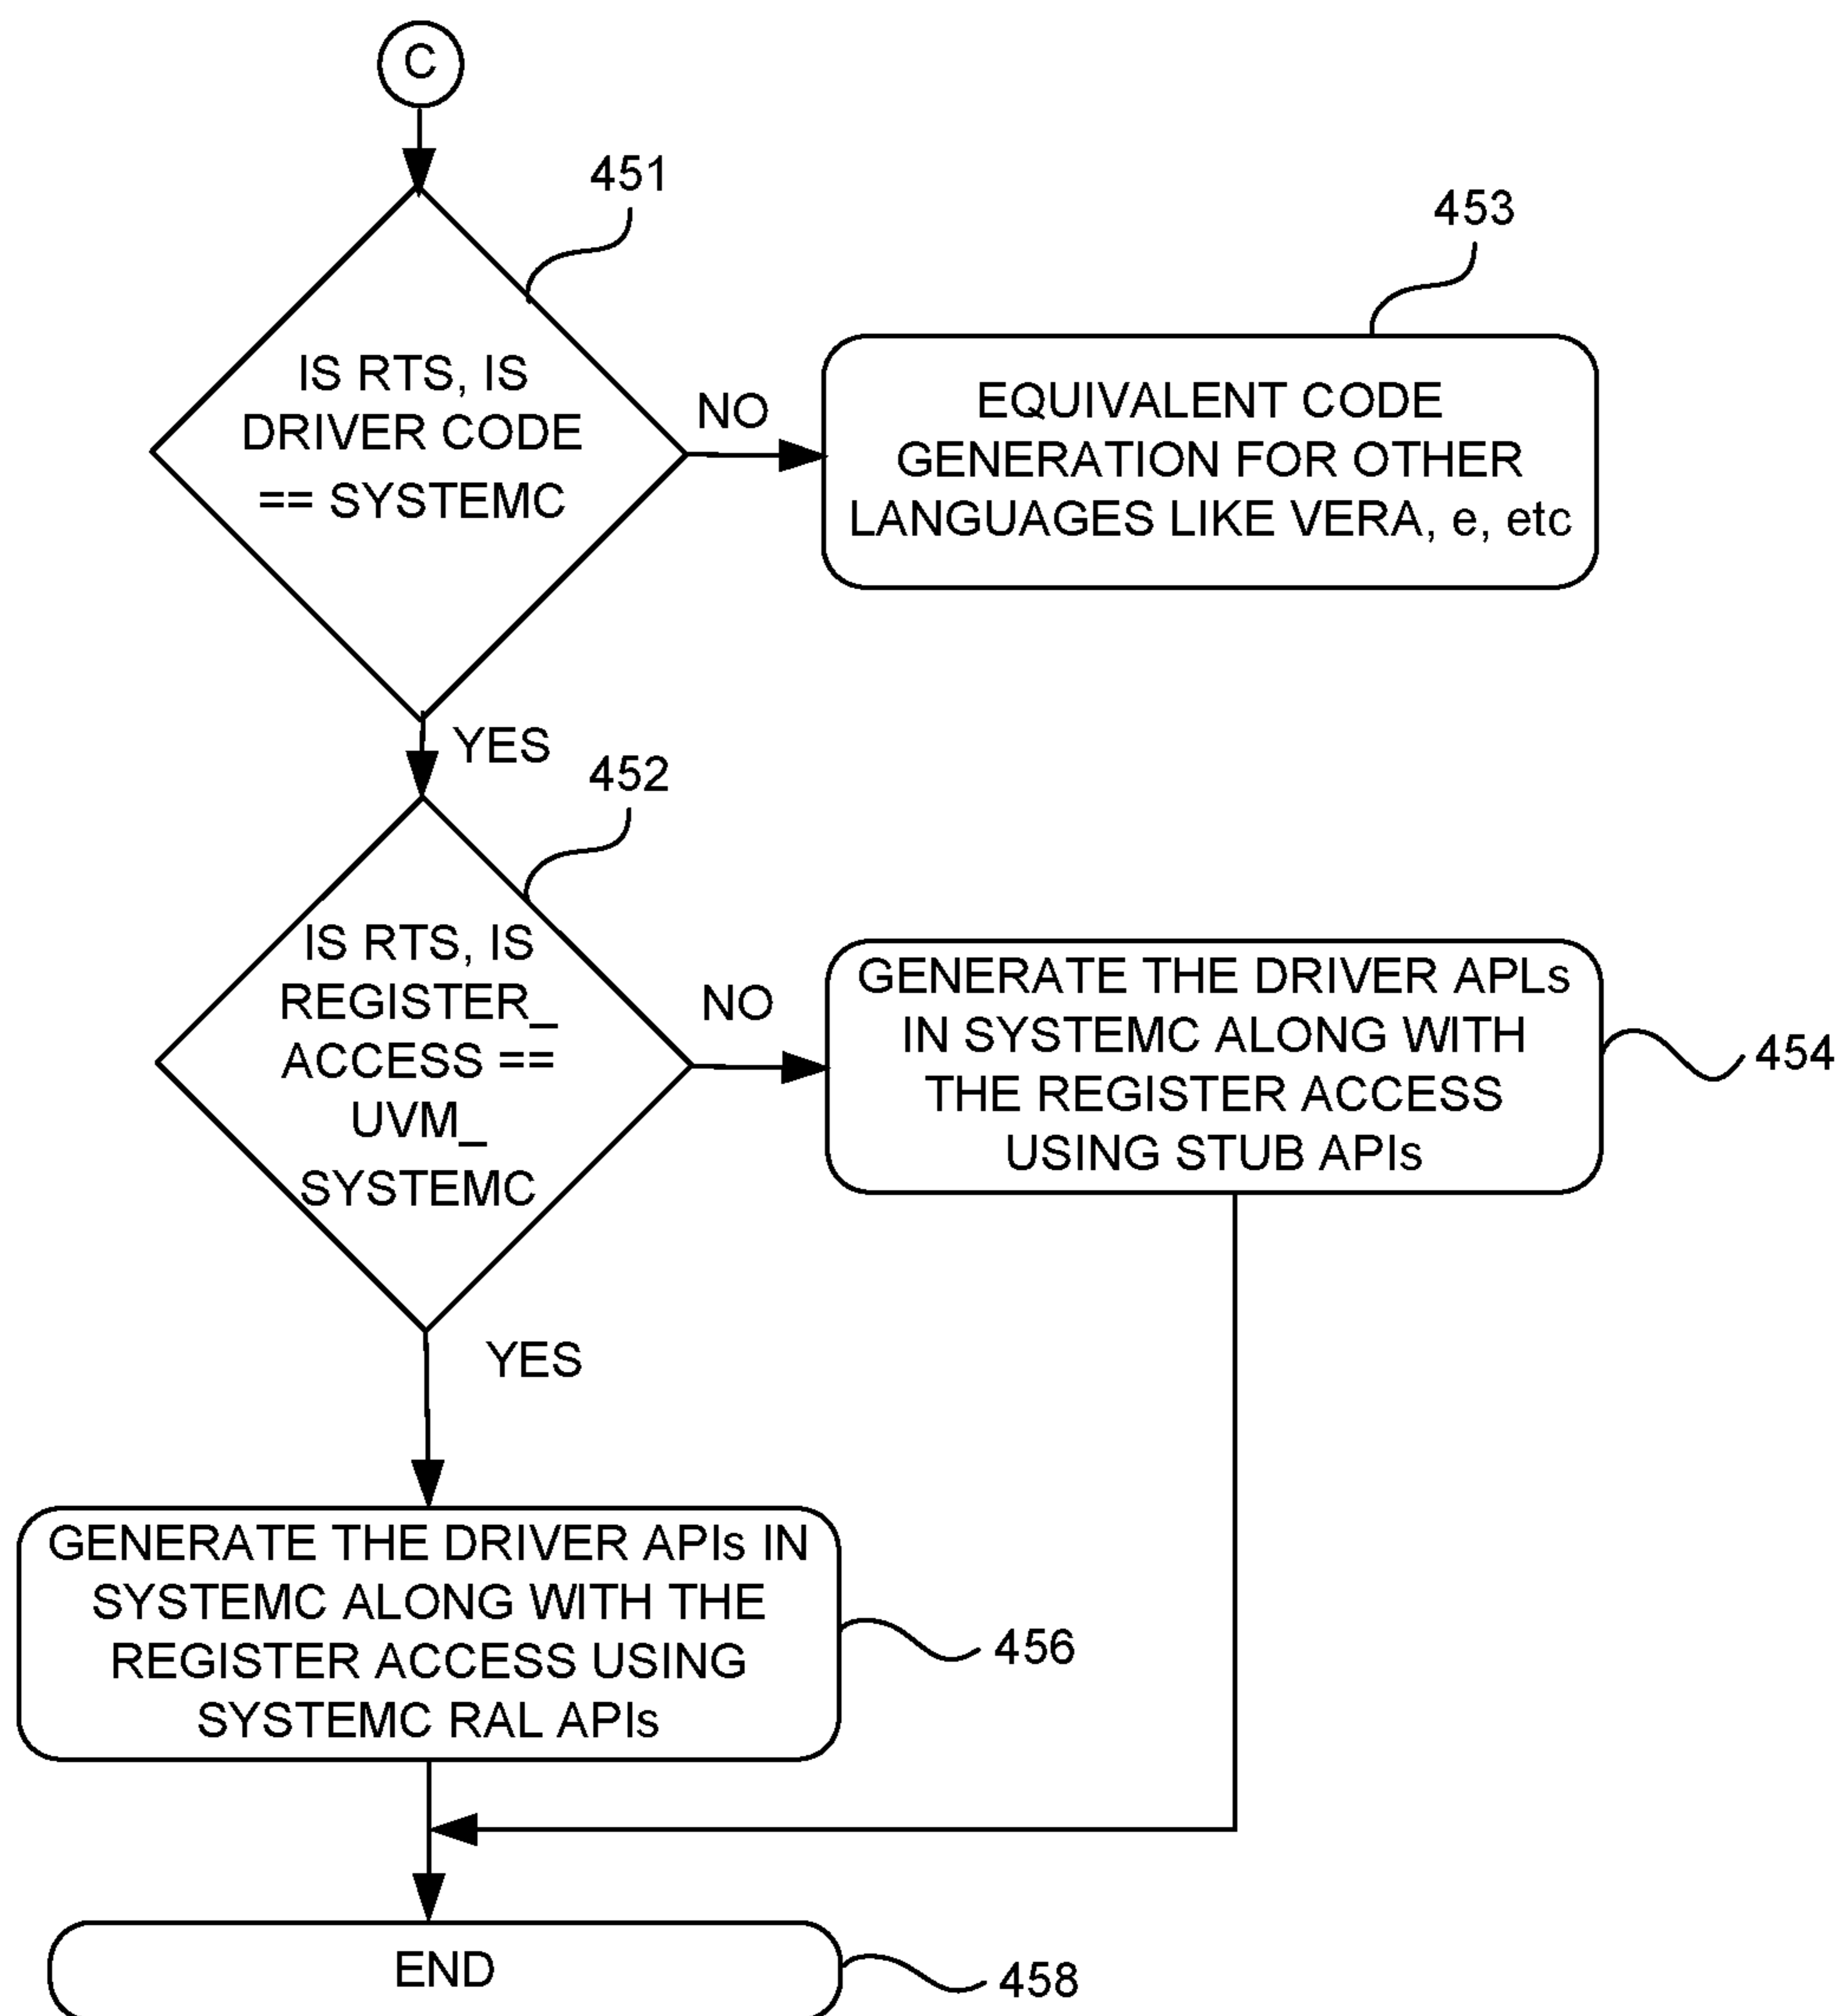 C
451
IS RTS, IS
DRIVER CODE
== SYSTEMC
NO
453
EQUIVALENT CODE
GENERATION FOR OTHER
LANGUAGES LIKE VERA, e, etc
YES
452
IS RTS, IS
REGISTER_
ACCESS ==
UVM_
SYSTEMC
NO
GENERATE THE DRIVER APLs
IN SYSTEMC ALONG WITH
THE REGISTER ACCESS
USING STUB APIs
454
YES
GENERATE THE DRIVER APIs IN
SYSTEMC ALONG WITH THE
REGISTER ACCESS USING
SYSTEMC RAL APIs
456
END
458